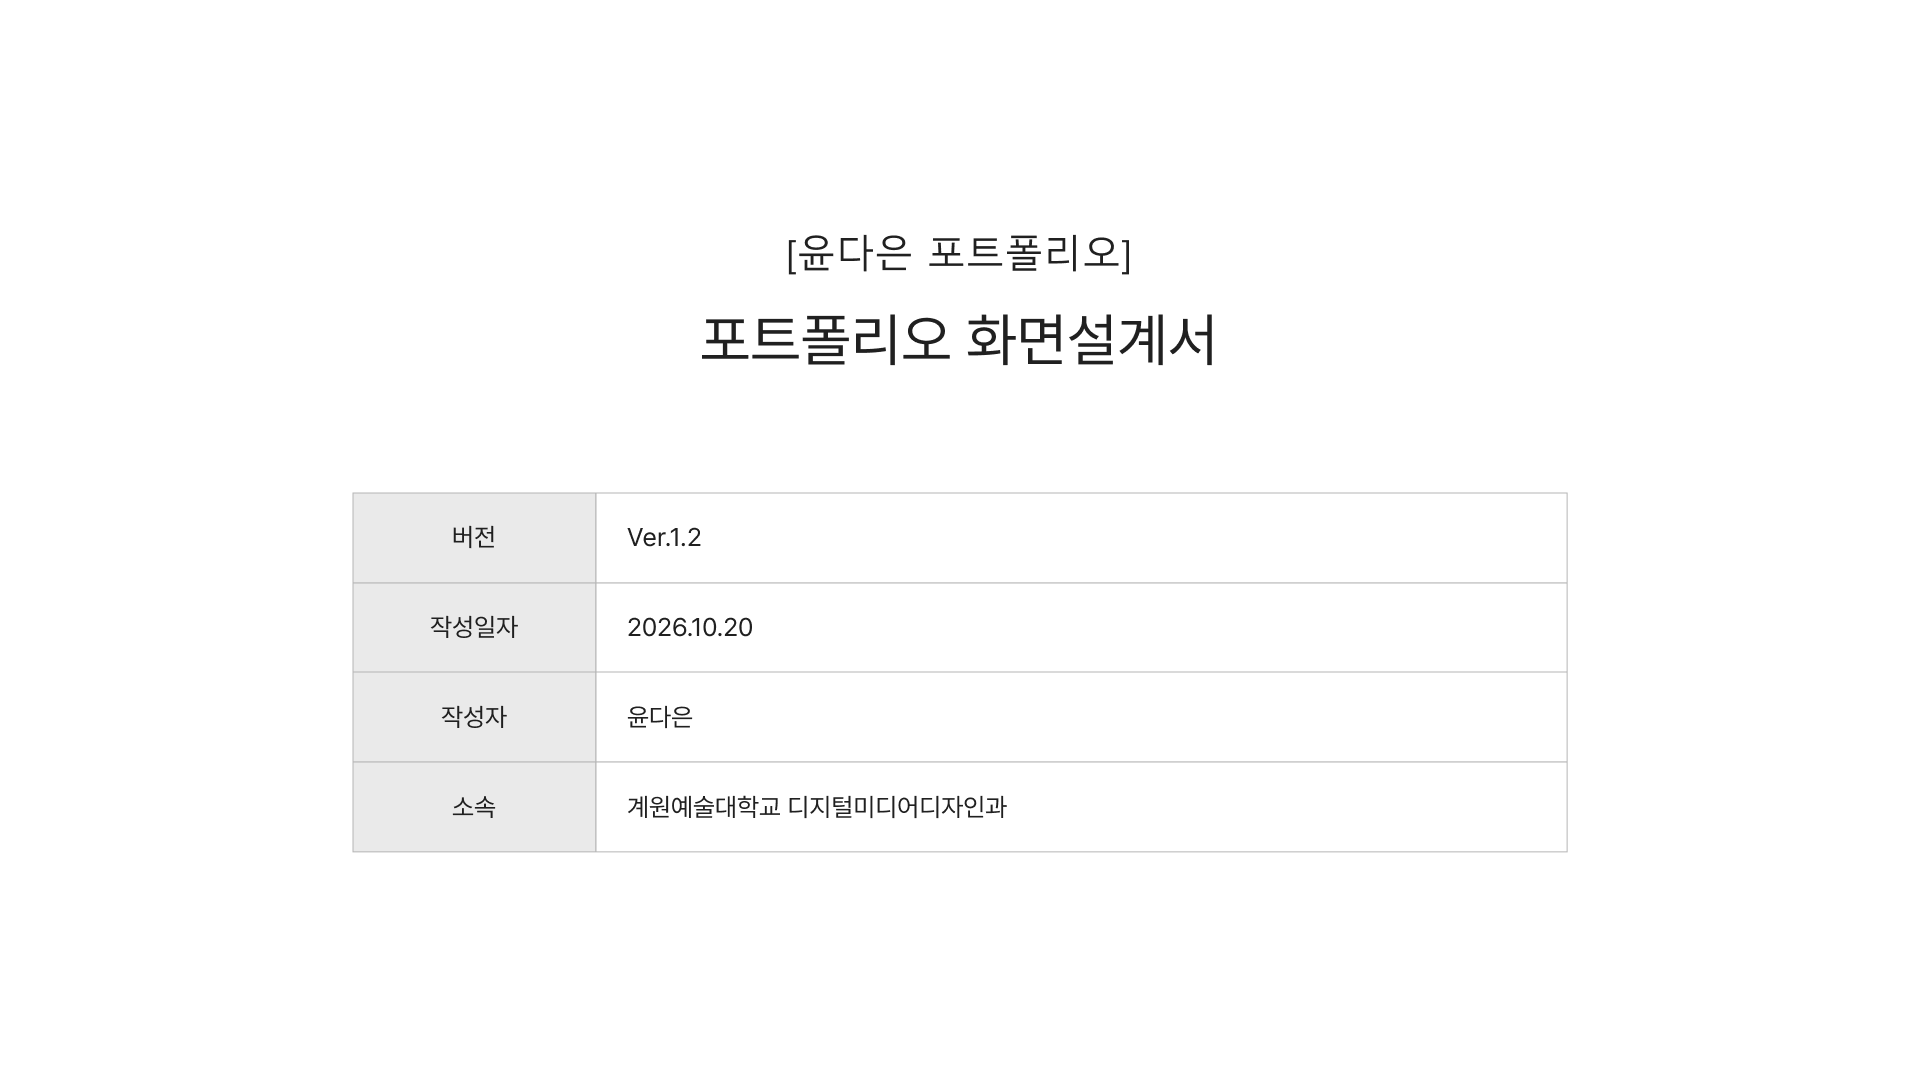 [윤다은 포트폴리오]
포트폴리오 화면설계서
버전 Ver.1.2
작성일자 2026.10.20
작성자 윤다은
소속 계원예술대학교 디지털미디어디자인과